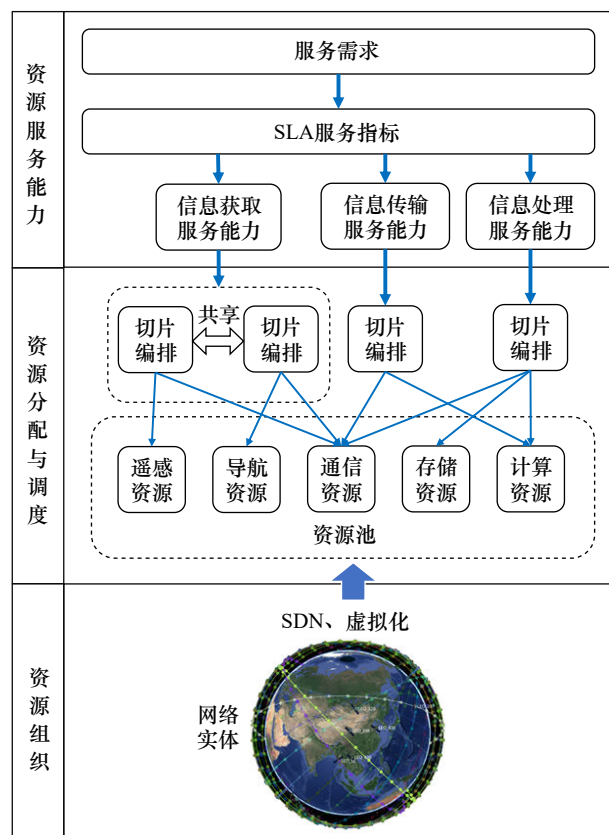 资源服务能力
服务需求
SLA服务指标
信息获取
服务能力
信息传输
服务能力
信息处理
服务能力
资源分配与调度
共享
切片
编排
切片
编排
切片
编排
切片
编排
遥感
资源
导航
资源
通信
资源
存储
资源
计算
资源
资源池
资源组织
SDN、虚拟化
网络
实体